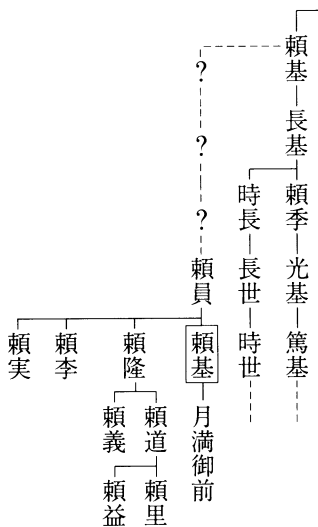 頼基―長基
頼季―光基―篤基
時長―長世―時世
?
?
?
頼員
頼基―月満御前
頼隆
頼道
頼里
頼益
頼義
頼李
頼実